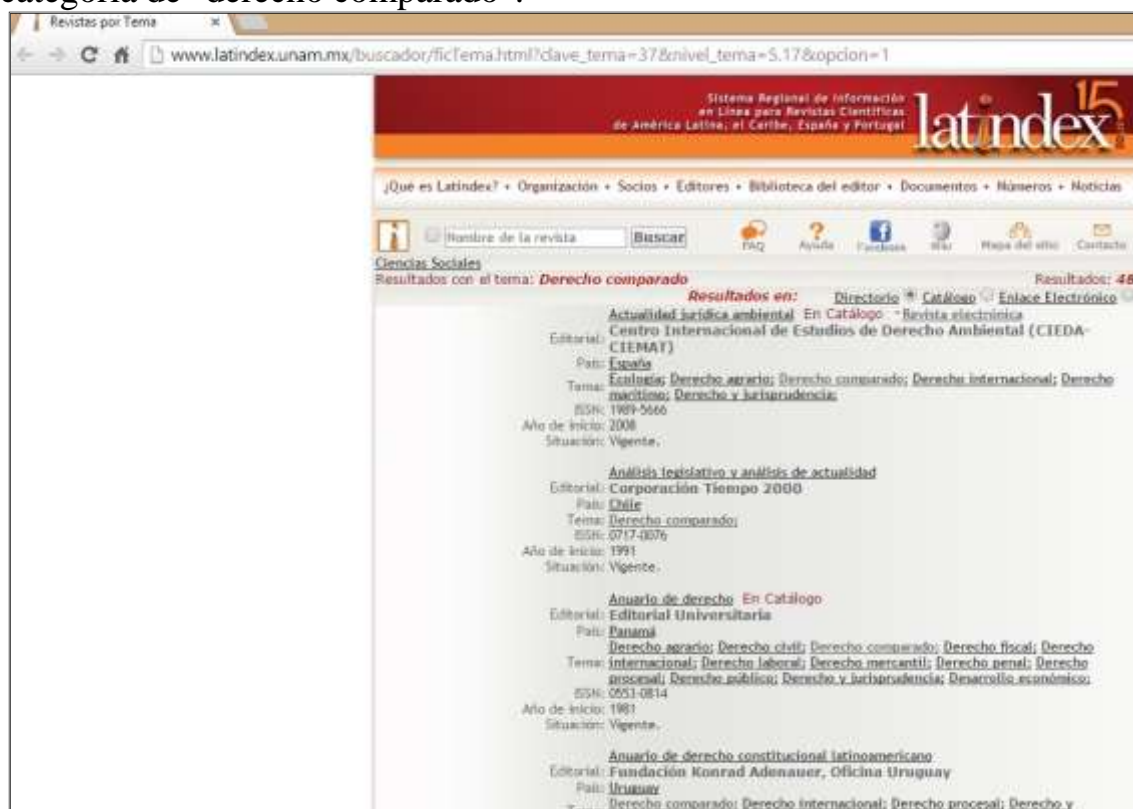 categoría de "derecho comparado".
Revistas por Tema
www.latindex.unam.mx/buscador/ficTema.html?clave_tema=37&nivel_tema=5.17&opcion=1
Sistema Regional de Información
en Línea para Revistas Científicas
de América Latina, el Caribe, España y Portugal
latindex 15
¿Qué es Latindex? • Organización • Socios • Editores • Biblioteca del editor • Documentos • Números • Noticias
Nombre de la revista Buscar FAQ Ayuda Facebook Mapa del sitio Contacto
Ciencias Sociales
Resultados con el tema: Derecho comparado Resultados: 48
Resultados en: Directorio Catálogo Enlace Electrónico
Actualidad jurídica ambiental En Catálogo Revista electrónica
Editorial: Centro Internacional de Estudios de Derecho Ambiental (CIEDA-
CIEMAT)
País: España
Tema: Ecología; Derecho agrario; Derecho comparado; Derecho internacional; Derecho
marítimo; Derecho y jurisprudencia;
ISSN: 1989-5666
Año de inicio: 2008
Situación: Vigente.
Análisis legislativo y análisis de actualidad
Editorial: Corporación Tiempo 2000
País: Chile
Tema: Derecho comparado;
ISSN: 0717-0076
Año de inicio: 1991
Situación: Vigente.
Anuario de derecho En Catálogo
Editorial: Editorial Universitaria
País: Panamá
Derecho agrario; Derecho civil; Derecho comparado; Derecho fiscal; Derecho
Tema: internacional; Derecho laboral; Derecho mercantil; Derecho penal; Derecho
procesal; Derecho público; Derecho y jurisprudencia; Desarrollo económico;
ISSN: 0553-0814
Año de inicio: 1981
Situación: Vigente.
Anuario de derecho constitucional latinoamericano
Editorial: Fundación Konrad Adenauer, Oficina Uruguay
País: Uruguay
Derecho comparado; Derecho internacional; Derecho procesal; Derecho y